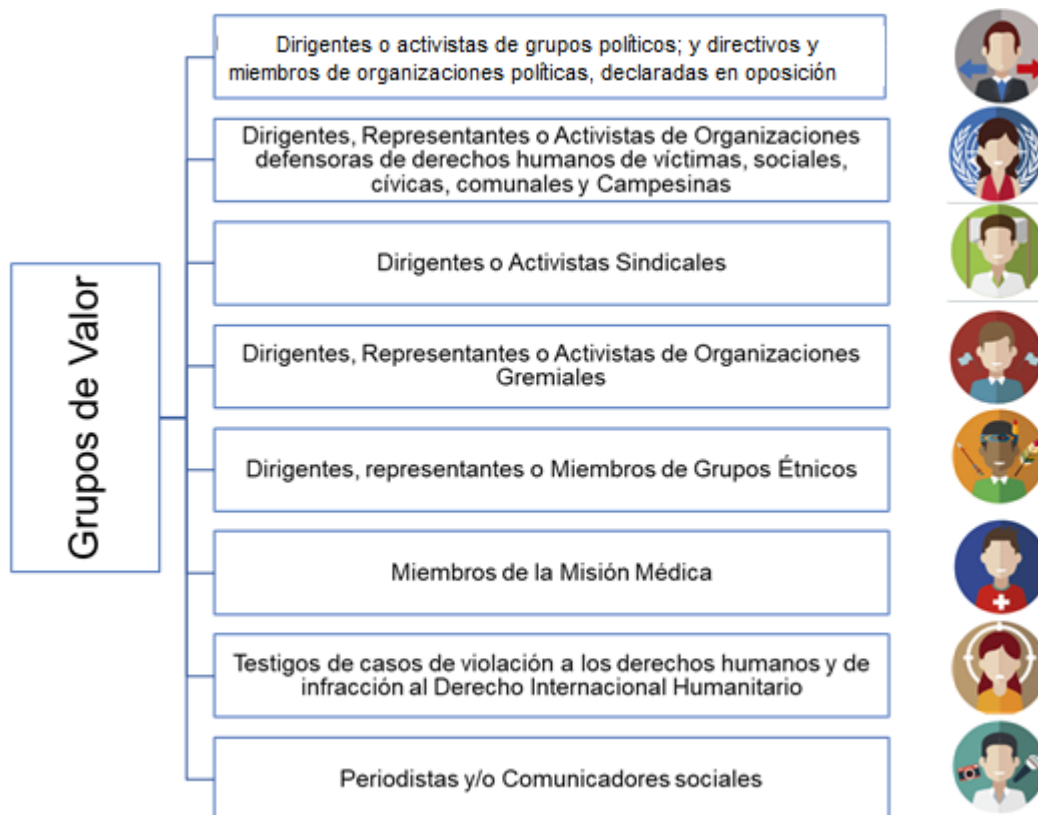 Grupos de Valor
Dirigentes o activistas de grupos políticos; y directivos y
miembros de organizaciones políticas, declaradas en oposición
Dirigentes, Representantes o Activistas de Organizaciones
defensoras de derechos humanos de víctimas, sociales,
cívicas, comunales y Campesinas
Dirigentes o Activistas Sindicales
Dirigentes, Representantes o Activistas de Organizaciones
Gremiales
Dirigentes, representantes o Miembros de Grupos Étnicos
Miembros de la Misión Médica
Testigos de casos de violación a los derechos humanos y de
infracción al Derecho Internacional Humanitario
Periodistas y/o Comunicadores sociales